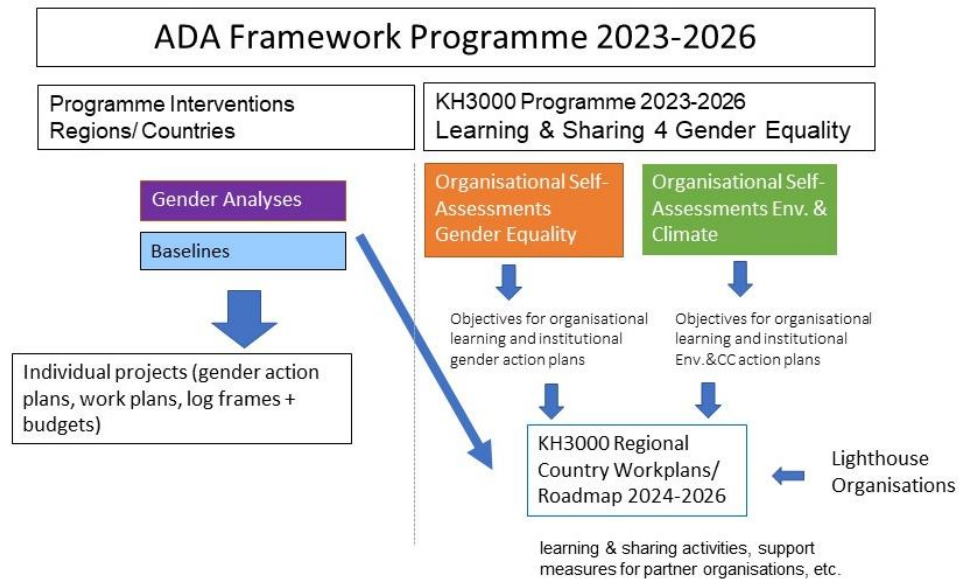 ADA Framework Programme 2023-2026
Programme Interventions
Regions/ Countries
KH3000 Programme 2023-2026
Learning & Sharing 4 Gender Equality
Gender Analyses
Baselines
Individual projects (gender action
plans, work plans, log frames +
budgets)
Organisational Self-
Assessments
Gender Equality
Organisational Self-
Assessments Env. &
Climate
Objectives for organisational
learning and institutional
gender action plans
Objectives for organisational
learning and institutional
Env.&CC action plans
KH3000 Regional
Country Workplans/
Roadmap 2024-2026
Lighthouse
Organisations
learning & sharing activities, support
measures for partner organisations, etc.